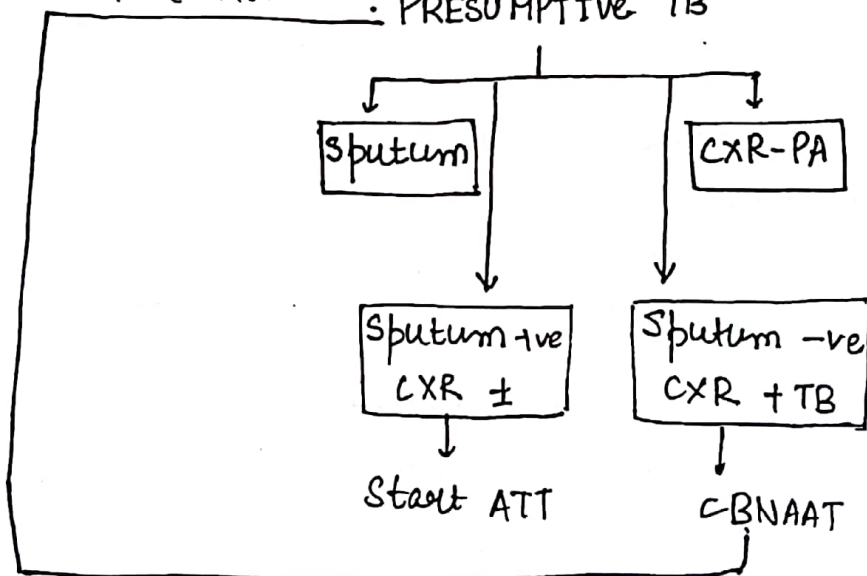 : PRESUMPTIVE TB
Sputum
CXR-PA
Sputum +ve
CXR ±
Sputum -ve
CXR + TB
Start ATT
CBNAAT